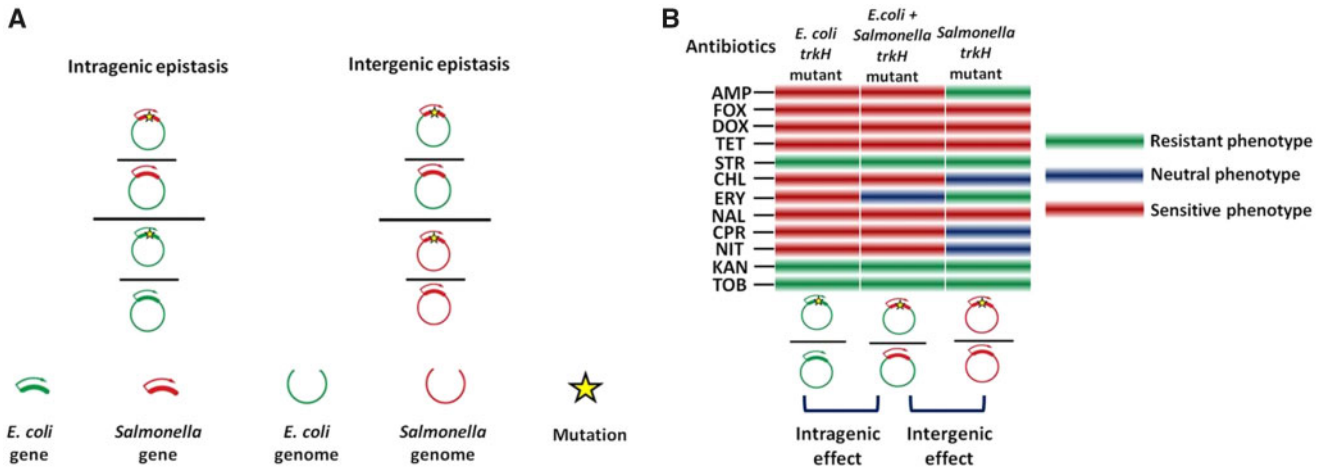 A
Intragenic epistasis
Intergenic epistasis
E. coli
gene
Salmonella
gene
E. coli
genome
Salmonella
genome
Mutation
B
Antibiotics
E. coli
trkH
mutant
E.coli +
Salmonella
trkH
mutant
Salmonella
trkH
mutant
AMP
FOX
DOX
TET
STR
CHL
ERY
NAL
CPR
NIT
KAN
TOB
Resistant phenotype
Neutral phenotype
Sensitive phenotype
Intragenic
effect
Intergenic
effect